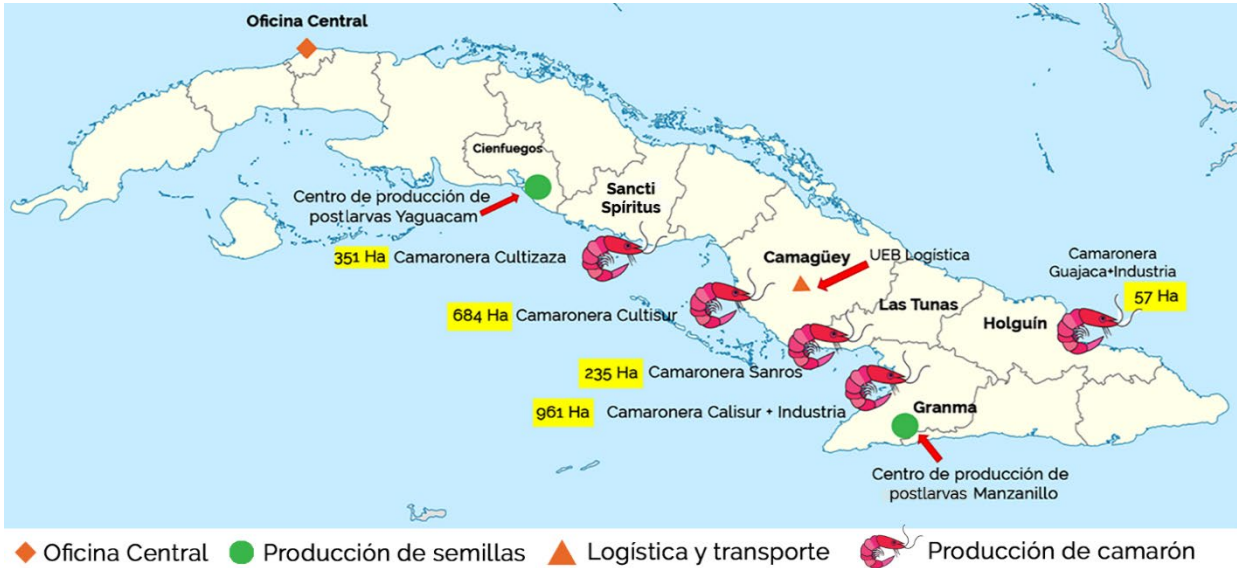 Oficina Central
Cienfuegos
Centro de producción de
postlarvas Yaguacam
Sancti
Spíritus
351 Ha Camaronera Cultizaza
Camagüey
UEB Logística
Camaronera
Guajaca+Industria
57 Ha
684 Ha Camaronera Cultisur
Las Tunas
Holguín
235 Ha Camaronera Sanros
961 Ha Camaronera Calisur + Industria
Granma
Centro de producción de
postlarvas Manzanillo
Oficina Central
Producción de semillas
Logística y transporte
Producción de camarón